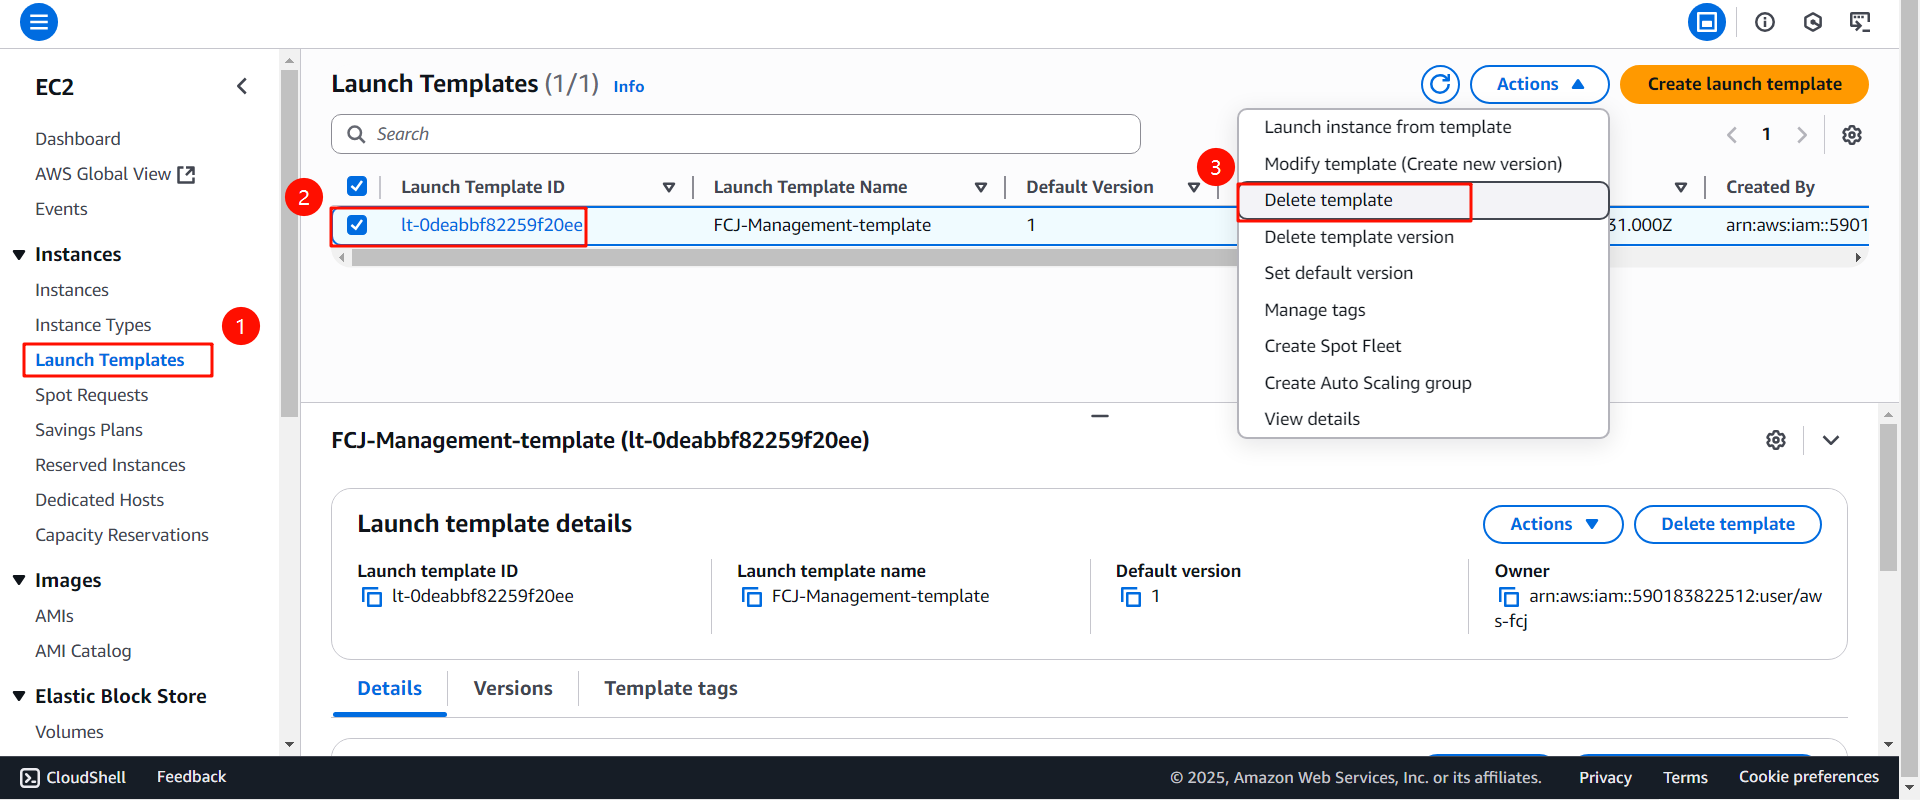 EC2
Dashboard
AWS Global View
Events
Instances
Instances
Instance Types
1
Launch Templates
Spot Requests
Savings Plans
Reserved Instances
Dedicated Hosts
Capacity Reservations
Images
AMIs
AMI Catalog
Elastic Block Store
Volumes
Launch Templates (1/1) Info
Actions
Create launch template
Search
1
Launch Template ID
Launch Template Name
Default Version
Created By
2
lt-0deabbf82259f20ee
FCJ-Management-template
1
31.000Z
arn:aws:iam::5901
Launch instance from template
Modify template (Create new version)
3
Delete template
Delete template version
Set default version
Manage tags
Create Spot Fleet
Create Auto Scaling group
View details
FCJ-Management-template (lt-0deabbf82259f20ee)
Launch template details
Actions
Delete template
Launch template ID
lt-0deabbf82259f20ee
Launch template name
FCJ-Management-template
Default version
1
Owner
arn:aws:iam::590183822512:user/aw
s-fcj
Details
Versions
Template tags
CloudShell
Feedback
© 2025, Amazon Web Services, Inc. or its affiliates.
Privacy
Terms
Cookie preferences